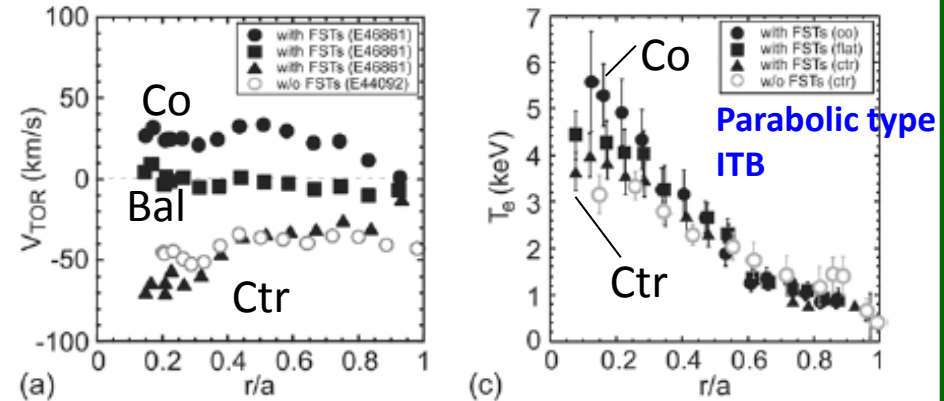 100
50
0
-50
-100
V_TOR (km/s)
with FSTs (E46861)
with FSTs (E46861)
with FSTs (E46861)
w/o FSTs (E44092)
Co
Bal
Ctr
0 0.2 0.4 0.6 0.8 1
(a)
r/a
7
6
5
4
3
2
1
0
T_e (keV)
with FSTs (co)
with FSTs (flat)
with FSTs (ctr)
w/o FSTs (ctr)
Co
Parabolic type
ITB
Ctr
0 0.2 0.4 0.6 0.8 1
(c)
r/a